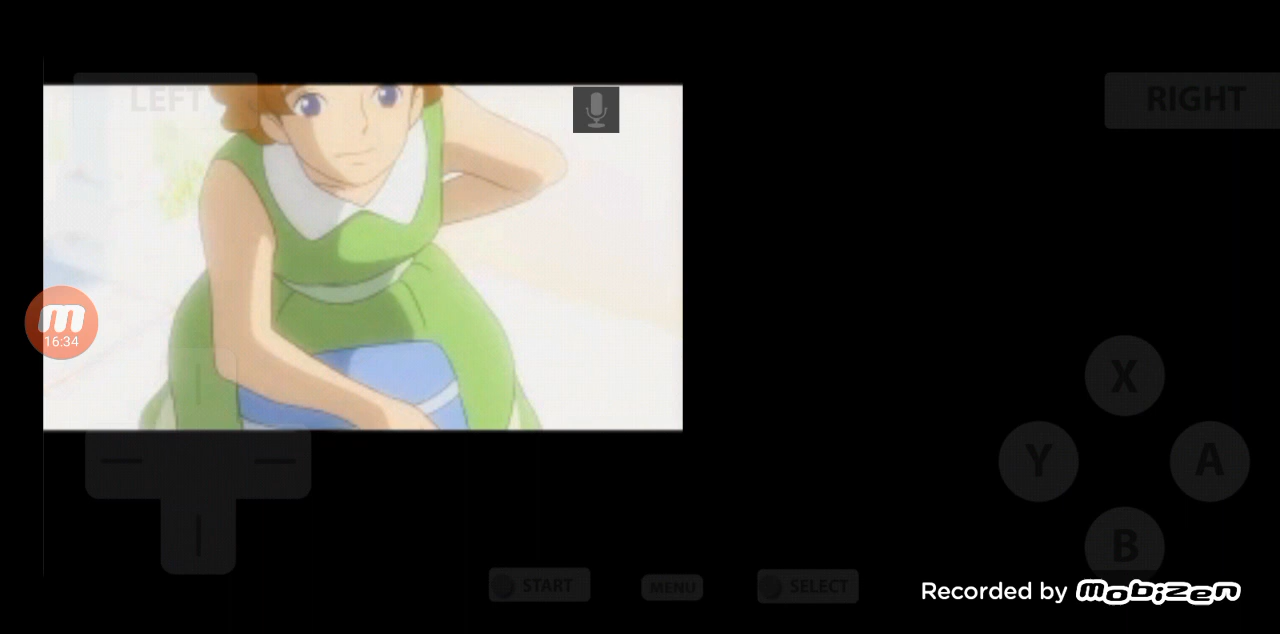 LEFT
RIGHT
m
16:34
X
Y
A
B
START
MENU
SELECT
Recorded by mobizen